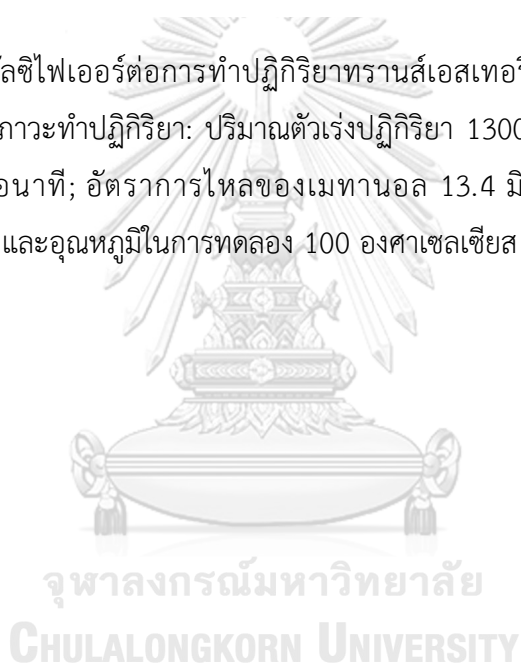 ัลซิไฟเออร์ต่อการทำปฏิกิริยาทรานส์เอสเทอริ
ภาวะทำปฏิกิริยา: ปริมาณตัวเร่งปฏิกิริยา 1300
อนาที; อัตราการไหลของเมทานอล 13.4 มิ
และอุณหภูมิในการทดลอง 100 องศาเซลเซียส
จุฬาลงกรณ์มหาวิทยาลัย
CHULALONGKORN UNIVERSITY